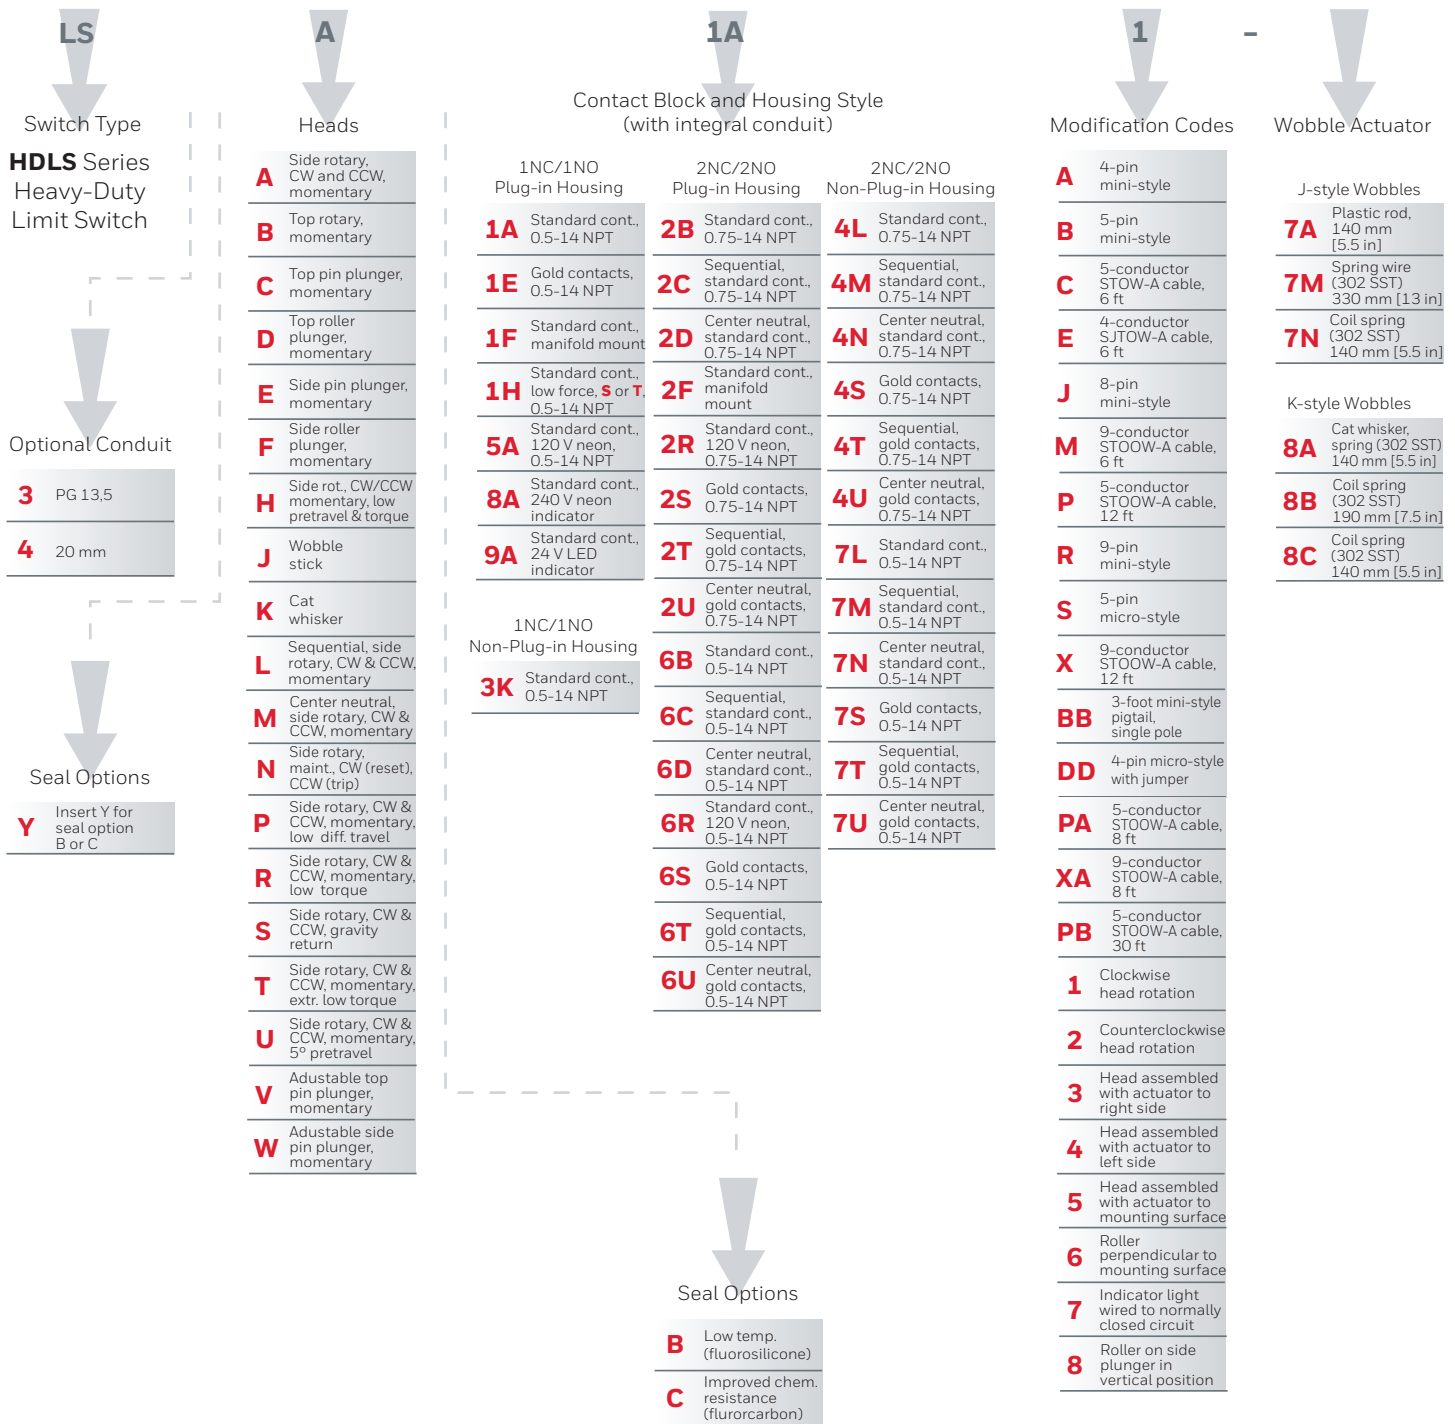 LS
A
1A
1
-
Switch Type
HDLS Series
Heavy-Duty
Limit Switch
Optional Conduit
3
PG 13,5
4
20 mm
Seal Options
Y
Insert Y for
seal option
B or C
Heads
A
Side rotary,
CW and CCW,
momentary
B
Top rotary,
momentary
C
Top pin plunger,
momentary
D
Top roller
plunger,
momentary
E
Side pin plunger,
momentary
F
Side roller
plunger,
momentary
H
Side rot., CW/CCW
momentary, low
pretravel & torque
J
Wobble
stick
K
Cat
whisker
L
Sequential, side
rotary, CW & CCW,
momentary
M
Center neutral,
side rotary, CW &
CCW, momentary
N
Side rotary,
maint., CW (reset),
CCW (trip)
P
Side rotary, CW &
CCW, momentary,
low diff. travel
R
Side rotary, CW &
CCW, momentary,
low torque
S
Side rotary, CW &
CCW, gravity
return
T
Side rotary, CW &
CCW, momentary,
extr. low torque
U
Side rotary, CW &
CCW, momentary,
5º pretravel
V
Adustable top
pin plunger,
momentary
W
Adustable side
pin plunger,
momentary
Contact Block and Housing Style
(with integral conduit)
1NC/1NO
Plug-in Housing
1A
Standard cont.,
0.5-14 NPT
1E
Gold contacts,
0.5-14 NPT
1F
Standard cont.,
manifold mount
1H
Standard cont.,
low force, S or T,
0.5-14 NPT
5A
Standard cont.,
120 V neon,
0.5-14 NPT
8A
Standard cont.,
240 V neon
indicator
9A
Standard cont.,
24 V LED
indicator
1NC/1NO
Non-Plug-in Housing
3K
Standard cont.,
0.5-14 NPT
2NC/2NO
Plug-in Housing
2B
Standard cont.,
0.75-14 NPT
2C
Sequential,
standard cont.,
0.75-14 NPT
2D
Center neutral,
standard cont.,
0.75-14 NPT
2F
Standard cont.,
manifold
mount
2R
Standard cont.,
120 V neon,
0.75-14 NPT
2S
Gold contacts,
0.75-14 NPT
2T
Sequential,
gold contacts,
0.75-14 NPT
2U
Center neutral,
gold contacts,
0.75-14 NPT
6B
Standard cont.,
0.5-14 NPT
6C
Sequential,
standard cont.,
0.5-14 NPT
6D
Center neutral,
standard cont.,
0.5-14 NPT
6R
Standard cont.,
120 V neon,
0.5-14 NPT
6S
Gold contacts,
0.5-14 NPT
6T
Sequential,
gold contacts,
0.5-14 NPT
6U
Center neutral,
gold contacts,
0.5-14 NPT
2NC/2NO
Non-Plug-in Housing
4L
Standard cont.,
0.75-14 NPT
4M
Sequential,
standard cont.,
0.75-14 NPT
4N
Center neutral,
standard cont.,
0.75-14 NPT
4S
Gold contacts,
0.75-14 NPT
4T
Sequential,
gold contacts,
0.75-14 NPT
4U
Center neutral,
gold contacts,
0.75-14 NPT
7L
Standard cont.,
0.5-14 NPT
7M
Sequential,
standard cont.,
0.5-14 NPT
7N
Center neutral,
standard cont.,
0.5-14 NPT
7S
Gold contacts,
0.5-14 NPT
7T
Sequential,
gold contacts,
0.5-14 NPT
7U
Center neutral,
gold contacts,
0.5-14 NPT
Seal Options
B
Low temp.
(fluorosilicone)
C
Improved chem.
resistance
(flurorcarbon)
Modification Codes
A
4-pin
mini-style
B
5-pin
mini-style
C
5-conductor
STOW-A cable,
6 ft
E
4-conductor
SJTOW-A cable,
6 ft
J
8-pin
mini-style
M
9-conductor
STOOW-A cable,
6 ft
P
5-conductor
STOOW-A cable,
12 ft
R
9-pin
mini-style
S
5-pin
micro-style
X
9-conductor
STOOW-A cable,
12 ft
BB
3-foot mini-style
pigtail,
single pole
DD
4-pin micro-style
with jumper
PA
5-conductor
STOOW-A cable,
8 ft
XA
9-conductor
STOOW-A cable,
8 ft
PB
5-conductor
STOOW-A cable,
30 ft
1
Clockwise
head rotation
2
Counterclockwise
head rotation
3
Head assembled
with actuator to
right side
4
Head assembled
with actuator to
left side
5
Head assembled
with actuator to
mounting surface
6
Roller
perpendicular to
mounting surface
7
Indicator light
wired to normally
closed circuit
8
Roller on side
plunger in
vertical position
Wobble Actuator
J-style Wobbles
7A
Plastic rod,
140 mm
[5.5 in]
7M
Spring wire
(302 SST)
330 mm [13 in]
7N
Coil spring
(302 SST)
140 mm [5.5 in]
K-style Wobbles
8A
Cat whisker,
spring (302 SST)
140 mm [5.5 in]
8B
Coil spring
(302 SST)
190 mm [7.5 in]
8C
Coil spring
(302 SST)
140 mm [5.5 in]